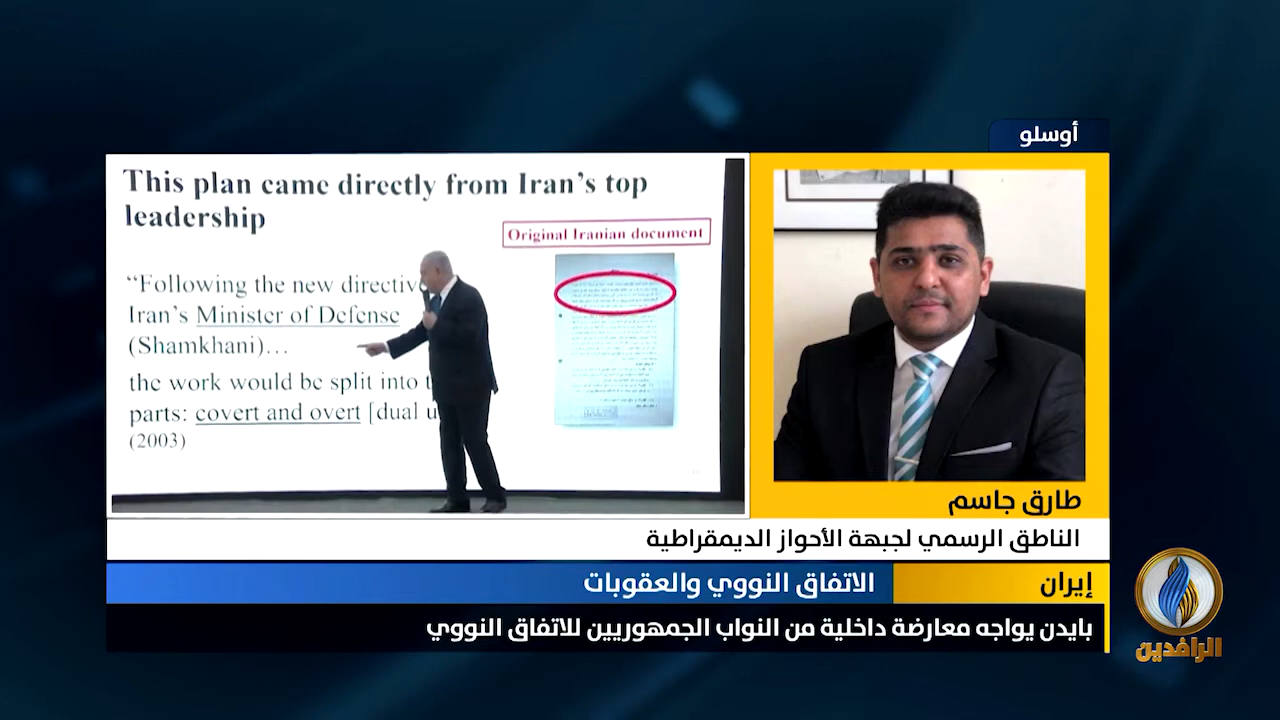 أوسلو
This plan came directly from Iran's top
leadership
Original Iranian document
“Following the new directive
Iran's Minister of Defense
(Shamkhani)…
the work would be split into
parts: covert and overt [dual
(2003)
طارق جاسم
الناطق الرسمي لجبهة الأحواز الديمقراطية
إيران
الاتفاق النووي والعقوبات
بايدن يواجه معارضة داخلية من النواب الجمهوريين للاتفاق النووي
الرافدين